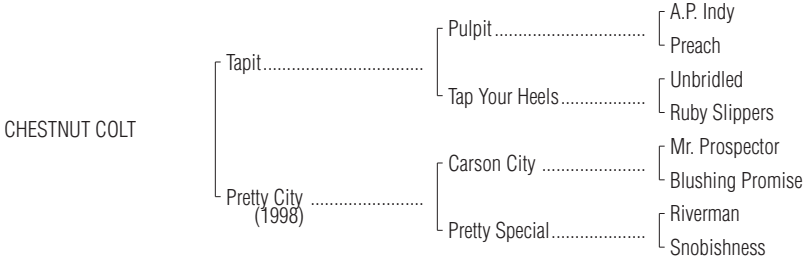 CHESTNUT COLT
Tapit................................
Pretty City ......................
(1998)
Pulpit..............................
Tap Your Heels.................
Carson City .....................
Pretty Special...................
A.P. Indy
Preach
Unbridled
Ruby Slippers
Mr. Prospector
Blushing Promise
Riverman
Snobishness